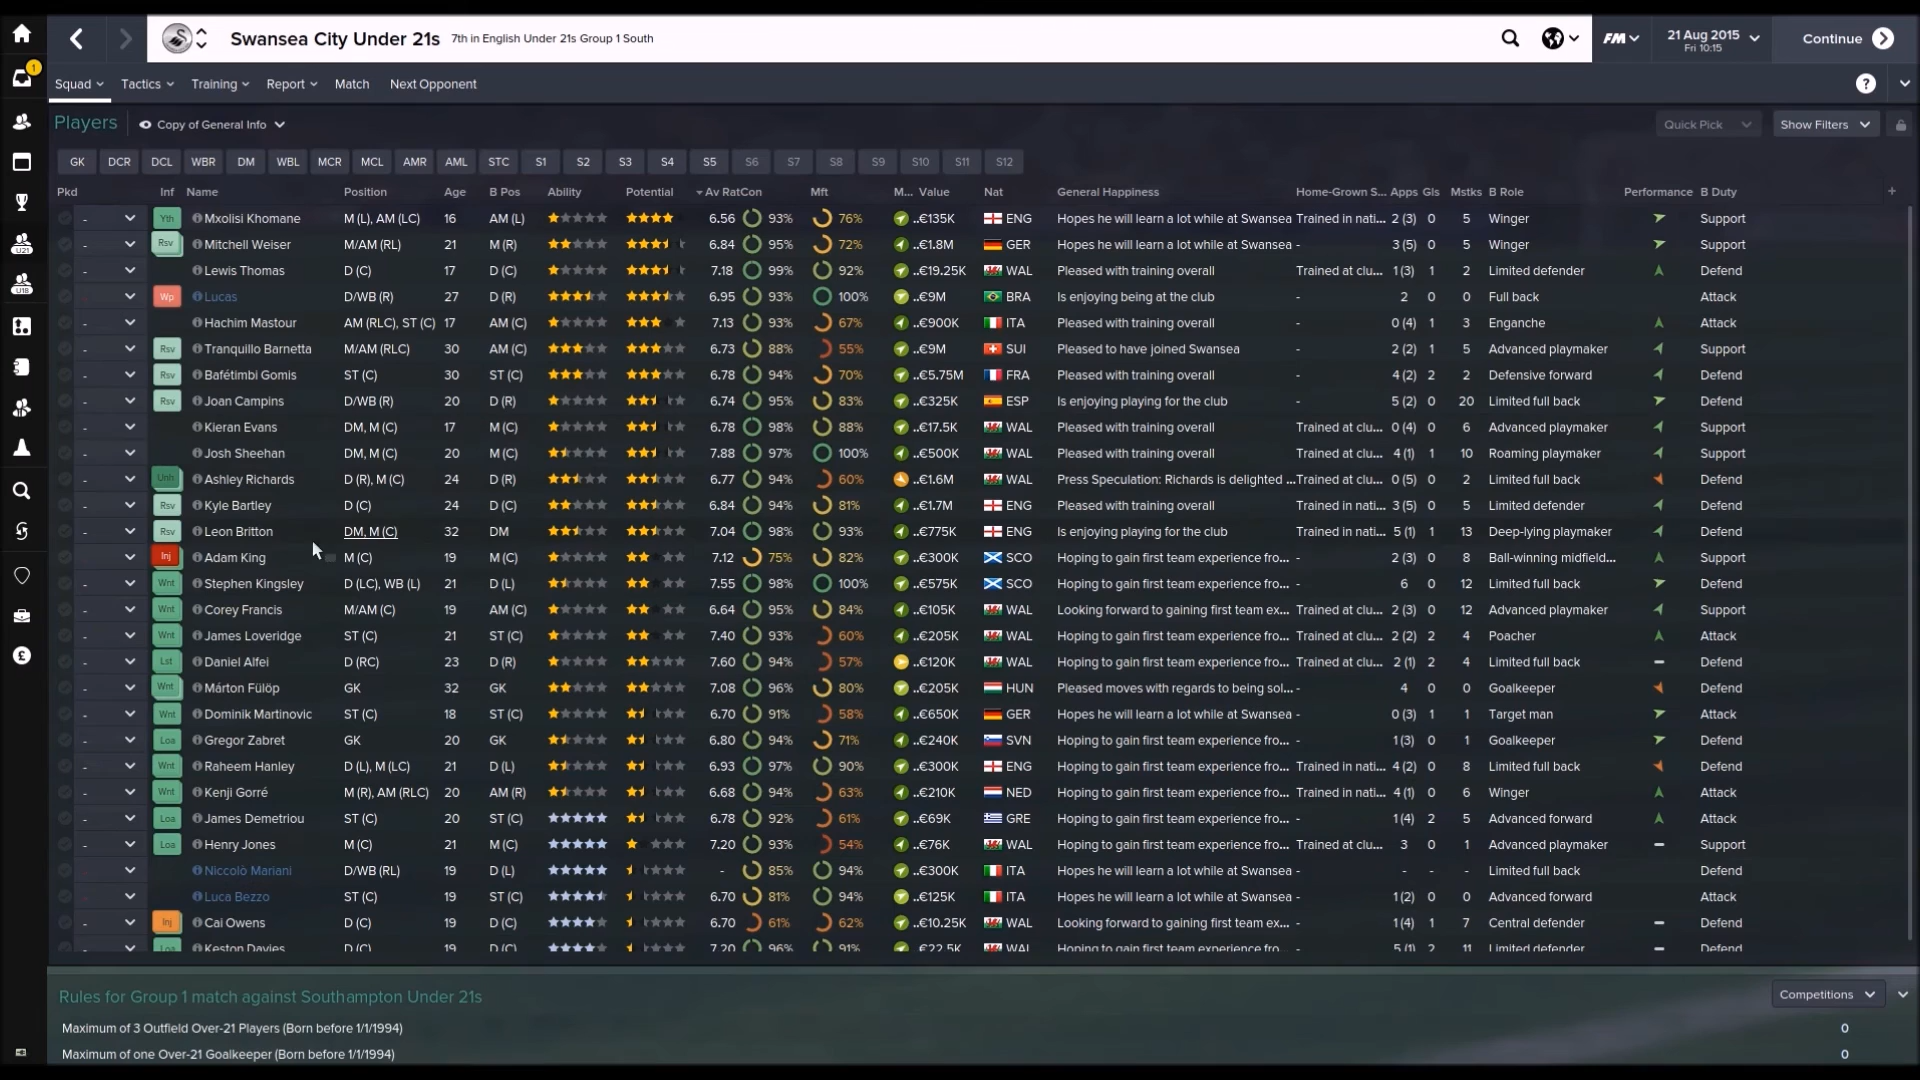 Swansea City Under 21s 7th in English Under 21s Group 1 South
FM
21 Aug 2015
Fri 10:15
Continue
1
Squad Tactics Training Report Match Next Opponent
?
Players Copy of General Info Quick Pick Show Filters
GK DCR DCL WBR DM WBL MCR MCL AMR AML STC S1 S2 S3 S4 S5 S6 S7 S8 S9 S10 S11 S12
Pkd Inf Name Position Age B Pos Ability Potential Av Rat Con Mft M... Value Nat General Happiness Home-Grown S... Apps Gls Mstks B Role Performance B Duty +
- Yth Mxolisi Khomane M (L), AM (LC) 16 AM (L) 6.56 93% 76% ..€135K ENG Hopes he will learn a lot while at Swansea Trained in nati... 2 (3) 0 5 Winger Support
- Rsv Mitchell Weiser M/AM (RL) 21 M (R) 6.84 95% 72% ..€1.8M GER Hopes he will learn a lot while at Swansea - 3 (5) 0 5 Winger Support
- Lewis Thomas D (C) 17 D (C) 7.18 99% 92% ..€19.25K WAL Pleased with training overall Trained at clu... 1 (3) 1 2 Limited defender Defend
- Wp Lucas D/WB (R) 27 D (R) 6.95 93% 100% ..€9M BRA Is enjoying being at the club - 2 0 0 Full back Attack
- Hachim Mastour AM (RLC), ST (C) 17 AM (C) 7.13 93% 67% ..€900K ITA Pleased with training overall - 0 (4) 1 3 Enganche Attack
- Rsv Tranquillo Barnetta M/AM (RLC) 30 AM (C) 6.73 88% 55% ..€9M SUI Pleased to have joined Swansea - 2 (2) 1 5 Advanced playmaker Support
- Rsv Bafétimbi Gomis ST (C) 30 ST (C) 6.78 94% 70% ..€5.75M FRA Pleased with training overall - 4 (2) 2 2 Defensive forward Defend
- Rsv Joan Campins D/WB (R) 20 D (R) 6.74 95% 83% ..€325K ESP Is enjoying playing for the club - 5 (2) 0 20 Limited full back Defend
- Kieran Evans DM, M (C) 17 M (C) 6.78 98% 88% ..€17.5K WAL Pleased with training overall Trained at clu... 0 (4) 0 6 Advanced playmaker Support
- Josh Sheehan DM, M (C) 20 M (C) 7.88 97% 100% ..€500K WAL Pleased with training overall Trained at clu... 4 (1) 1 10 Roaming playmaker Support
- Unh Ashley Richards D (R), M (C) 24 D (R) 6.77 94% 60% ..€1.6M WAL Press Speculation: Richards is delighted ... Trained at clu... 0 (5) 0 2 Limited full back Defend
- Rsv Kyle Bartley D (C) 24 D (C) 6.84 94% 81% ..€1.7M ENG Pleased with training overall Trained in nati... 3 (5) 0 5 Limited defender Defend
- Rsv Leon Britton DM, M (C) 32 DM 7.04 98% 93% ..€775K ENG Is enjoying playing for the club Trained in nati... 5 (1) 1 13 Deep-lying playmaker Defend
- Inj Adam King M (C) 19 M (C) 7.12 75% 82% ..€300K SCO Hoping to gain first team experience fro... - 2 (3) 0 8 Ball-winning midfield... Support
- Wnt Stephen Kingsley D (LC), WB (L) 21 D (L) 7.55 98% 100% ..€575K SCO Hoping to gain first team experience fro... - 6 0 12 Limited full back Defend
- Wnt Corey Francis M/AM (C) 19 AM (C) 6.64 95% 84% ..€105K WAL Looking forward to gaining first team ex... Trained at clu... 2 (3) 0 12 Advanced playmaker Support
- Wnt James Loveridge ST (C) 21 ST (C) 7.40 93% 60% ..€205K WAL Hoping to gain first team experience fro... Trained at clu... 2 (2) 2 4 Poacher Attack
- Lst Daniel Alfei D (RC) 23 D (R) 7.60 94% 57% ..€120K WAL Hoping to gain first team experience fro... Trained at clu... 2 (1) 2 4 Limited full back Defend
- Wnt Márton Fülöp GK 32 GK 7.08 96% 80% ..€205K HUN Pleased moves with regards to being sol... - 4 0 0 Goalkeeper Defend
- Wnt Dominik Martinovic ST (C) 18 ST (C) 6.70 91% 58% ..€650K GER Hopes he will learn a lot while at Swansea - 0 (3) 1 1 Target man Attack
- Loa Gregor Zabret GK 20 GK 6.80 94% 71% ..€240K SVN Hoping to gain first team experience fro... - 1 (3) 0 1 Goalkeeper Defend
- Wnt Raheem Hanley D (L), M (LC) 21 D (L) 6.93 97% 90% ..€300K ENG Hoping to gain first team experience fro... Trained in nati... 4 (2) 0 8 Limited full back Defend
- Wnt Kenji Gorré M (R), AM (RLC) 20 AM (R) 6.68 94% 63% ..€210K NED Hoping to gain first team experience fro... Trained in nati... 4 (1) 0 6 Winger Attack
- Loa James Demetriou ST (C) 20 ST (C) 6.78 92% 61% ..€69K GRE Hoping to gain first team experience fro... - 1 (4) 2 5 Advanced forward Attack
- Loa Henry Jones M (C) 21 M (C) 7.20 93% 54% ..€76K WAL Hoping to gain first team experience fro... Trained at clu... 3 0 1 Advanced playmaker Support
- Niccolò Mariani D/WB (RL) 19 D (L) - 85% 94% ..€300K ITA Hopes he will learn a lot while at Swansea - - - - Limited full back Defend
- Luca Bezzo ST (C) 19 ST (C) 6.70 81% 94% ..€125K ITA Hopes he will learn a lot while at Swansea - 1 (2) 0 0 Advanced forward Attack
- Inj Cai Owens D (C) 19 D (C) 6.70 61% 62% ..€10.25K WAL Looking forward to gaining first team ex... - 1 (4) 1 7 Central defender Defend
- Loa Keston Davies D (C) 19 D (C) 7.20 96% 91% ..€22.5K WAL Hoping to gain first team experience fro... - 5 (1) 2 11 Limited defender Defend
Rules for Group 1 match against Southampton Under 21s Competitions
Maximum of 3 Outfield Over-21 Players (Born before 1/1/1994) 0
Maximum of one Over-21 Goalkeeper (Born before 1/1/1994) 0
U21
U18